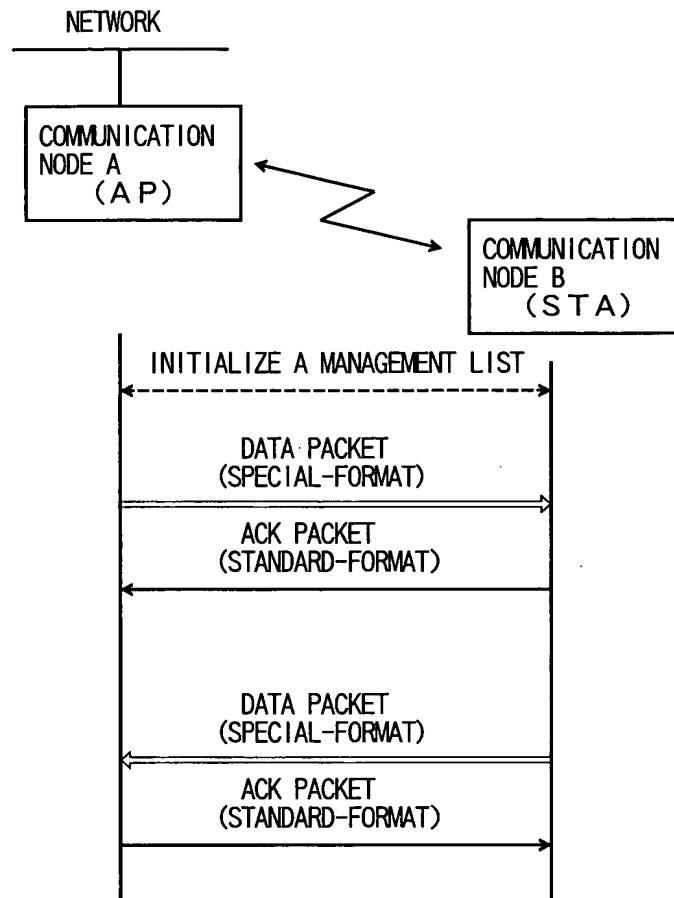 NETWORK
COMMUNICATION
NODE A
(AP)
COMMUNICATION
NODE B
(STA)
INITIALIZE A MANAGEMENT LIST
DATA PACKET
(SPECIAL-FORMAT)
ACK PACKET
(STANDARD-FORMAT)
DATA PACKET
(SPECIAL-FORMAT)
ACK PACKET
(STANDARD-FORMAT)